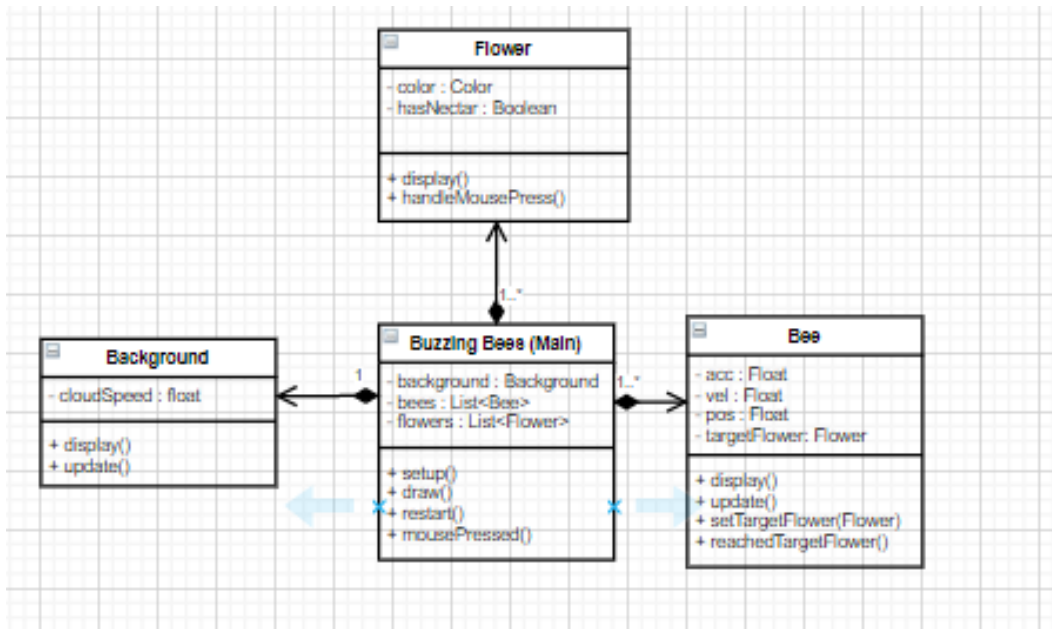 Flower
- color : Color
- hasNectar : Boolean
+ display()
+ handleMousePress()
1..*
Background
- cloudSpeed : float
+ display()
+ update()
1
Buzzing Bees (Main)
- background : Background
- bees : List<Bee>
- flowers : List<Flower>
+ setup()
+ draw()
+ restart()
+ mousePressed()
1..*
Bee
- acc : Float
- vel : Float
- pos : Float
- targetFlower: Flower
+ display()
+ update()
+ setTargetFlower(Flower)
+ reachedTargetFlower()